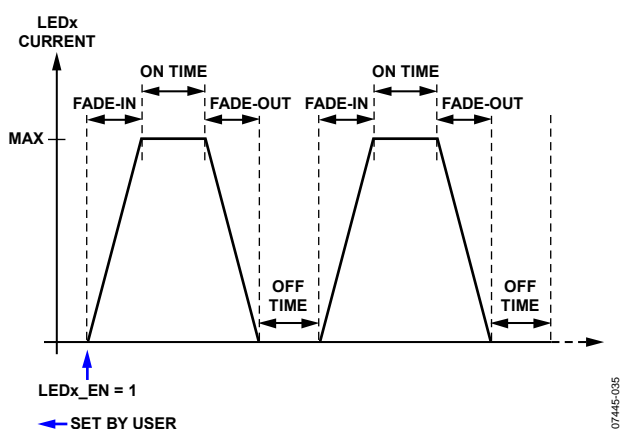 LEDx
CURRENT
ON TIME
ON TIME
FADE-IN
FADE-OUT
FADE-IN
FADE-OUT
MAX
OFF
TIME
OFF
TIME
LEDx_EN = 1
SET BY USER
07445-035